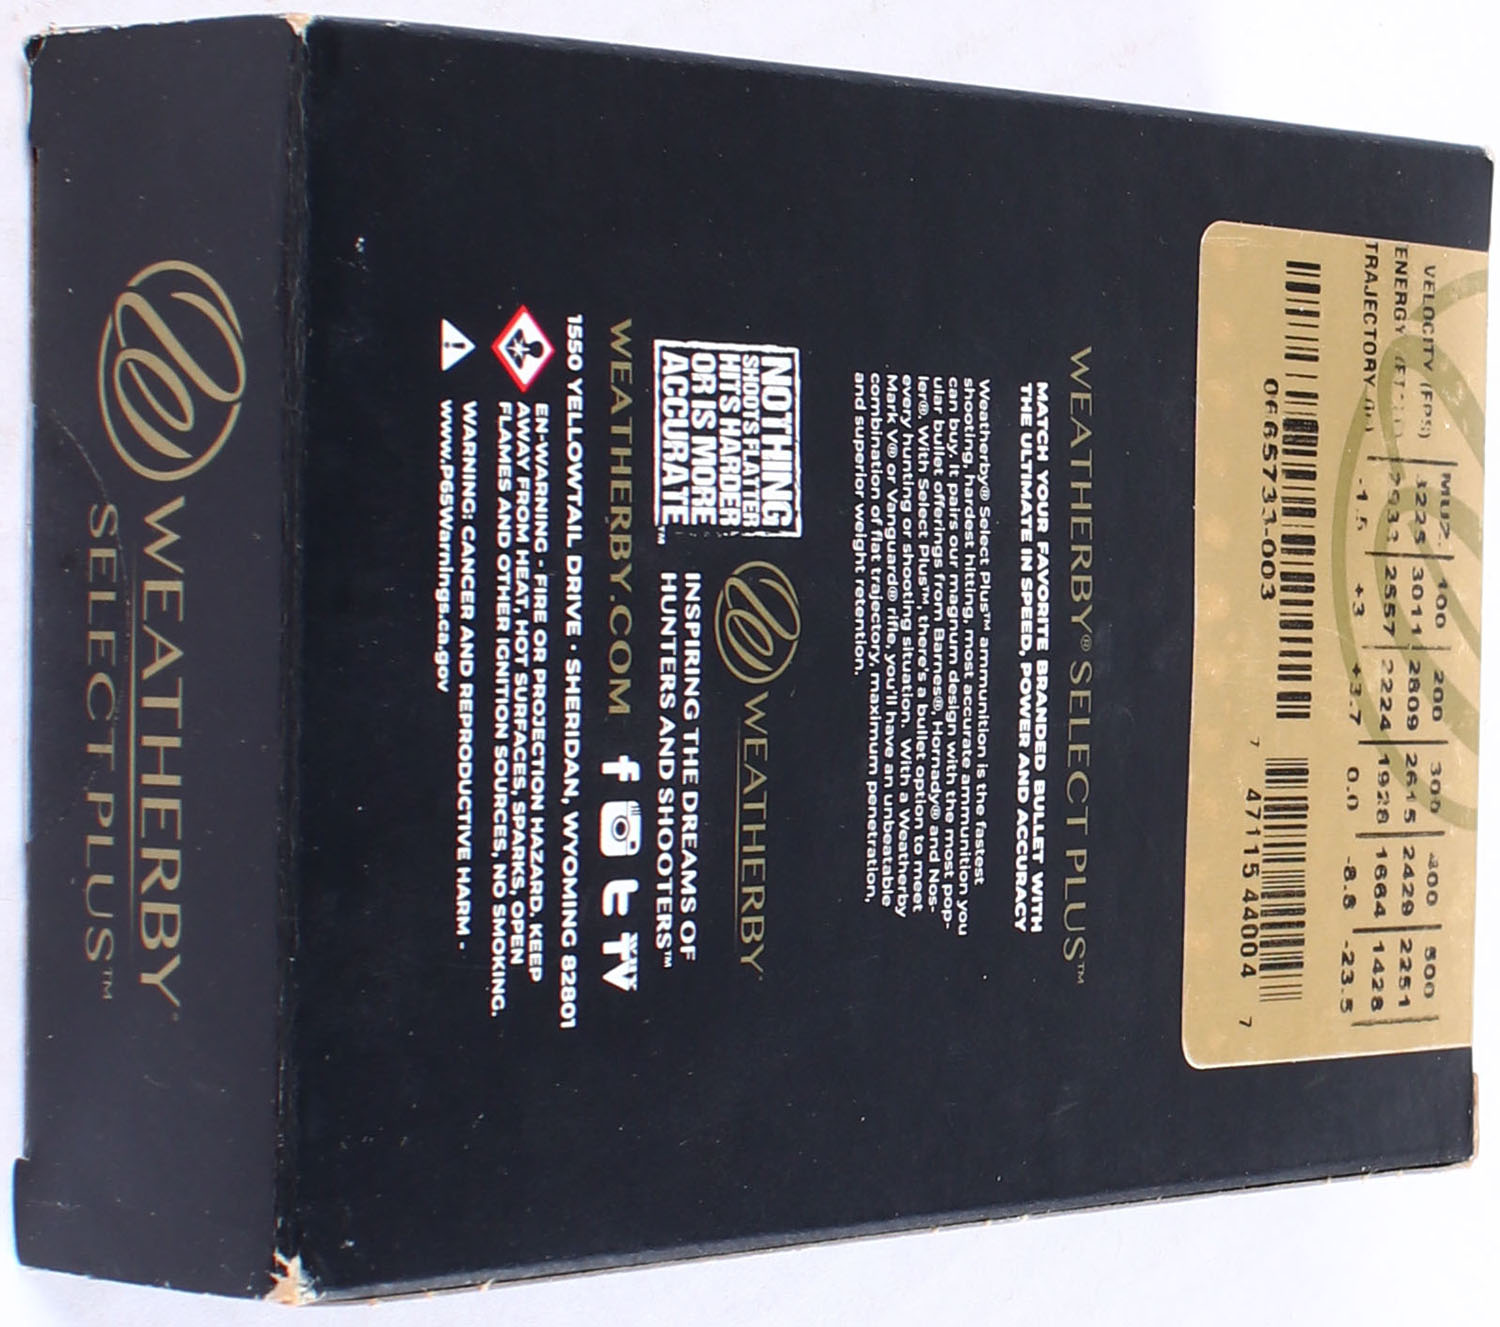 VELOCITY (FPS)
MUZ. 100 200 300 400 500
3225 3011 2809 2615 2429 2251
ENERGY
2933 2557 2224 1928 1664 1428
TRAJECTORY
-1.5 +3 +3.7 0.0 -8.8 -23.5
0665733-003
7 47115 44004 7
WEATHERBY® SELECT PLUS™
MATCH YOUR FAVORITE BRANDED BULLET WITH
THE ULTIMATE IN SPEED, POWER AND ACCURACY
Weatherby® Select Plus™ ammunition is the fastest
shooting, hardest hitting, most accurate ammunition you
can buy. It pairs our magnum design with the most pop-
ular bullet offerings from Barnes®, Hornady® and Nos-
ler®. With Select Plus™, there's a bullet option to meet
every hunting or shooting situation. With a Weatherby
Mark V® or Vanguard® rifle, you'll have an unbeatable
combination of flat trajectory, maximum penetration,
and superior weight retention.
NOTHING
SHOOTS FLATTER
HITS HARDER
OR IS MORE
ACCURATE™
WEATHERBY
INSPIRING THE DREAMS OF
HUNTERS AND SHOOTERS™
WEATHERBY.COM
1550 YELLOWTAIL DRIVE · SHERIDAN, WYOMING 82801
EN-WARNING - FIRE OR PROJECTION HAZARD. KEEP
AWAY FROM HEAT, HOT SURFACES, SPARKS, OPEN
FLAMES AND OTHER IGNITION SOURCES, NO SMOKING.
WARNING: CANCER AND REPRODUCTIVE HARM -
www.P65Warnings.ca.gov
WEATHERBY
SELECT PLUS™